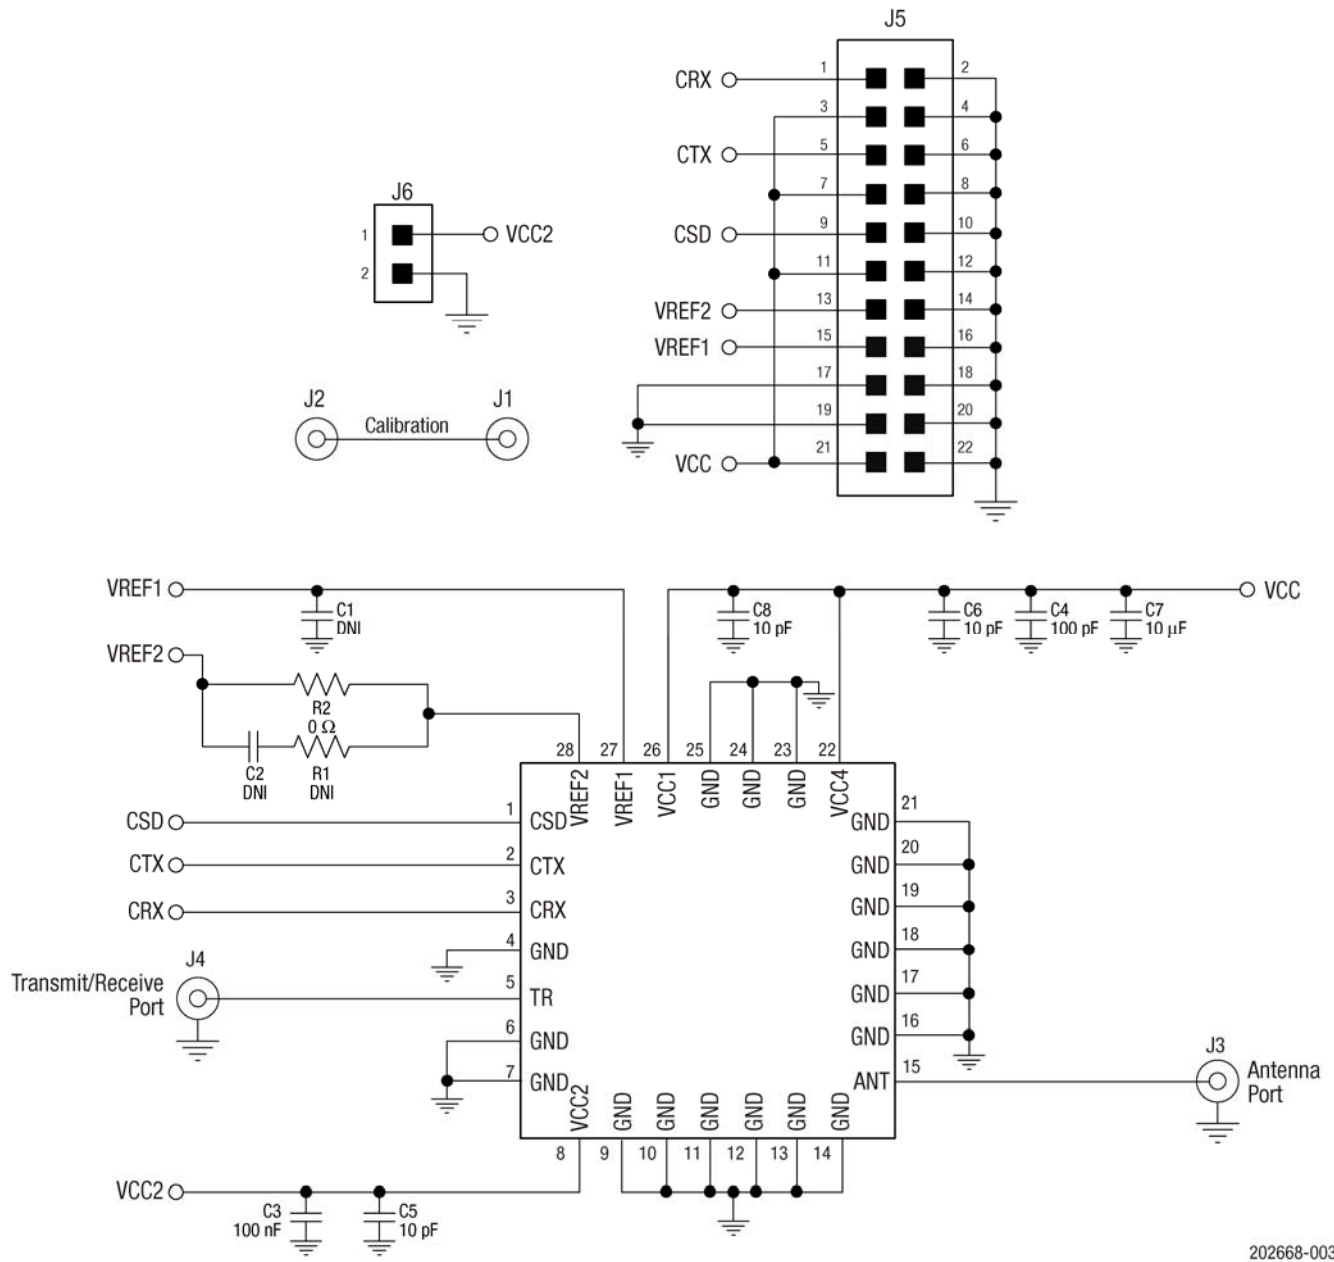 J5
CRX
1
2
3
4
CTX
5
6
7
8
CSD
9
10
11
12
VREF2
13
14
VREF1
15
16
17
18
19
20
VCC
21
22
J6
1
VCC2
2
J2
J1
Calibration
VREF1
C1
DNI
C8
10 pF
C6
10 pF
C4
100 pF
C7
10 µF
VCC
VREF2
R2
0 Ω
C2
DNI
R1
DNI
28
27
26
25
24
23
22
VREF2
VREF1
VCC1
GND
GND
GND
VCC4
CSD
1
CSD
CTX
2
CTX
CRX
3
CRX
4
GND
J4
Transmit/Receive
Port
5
TR
6
GND
7
GND
GND
21
GND
20
GND
19
GND
18
GND
17
GND
16
ANT
15
J3
Antenna
Port
VCC2
GND
GND
GND
GND
GND
GND
8
9
10
11
12
13
14
VCC2
C3
100 nF
C5
10 pF
202668-003